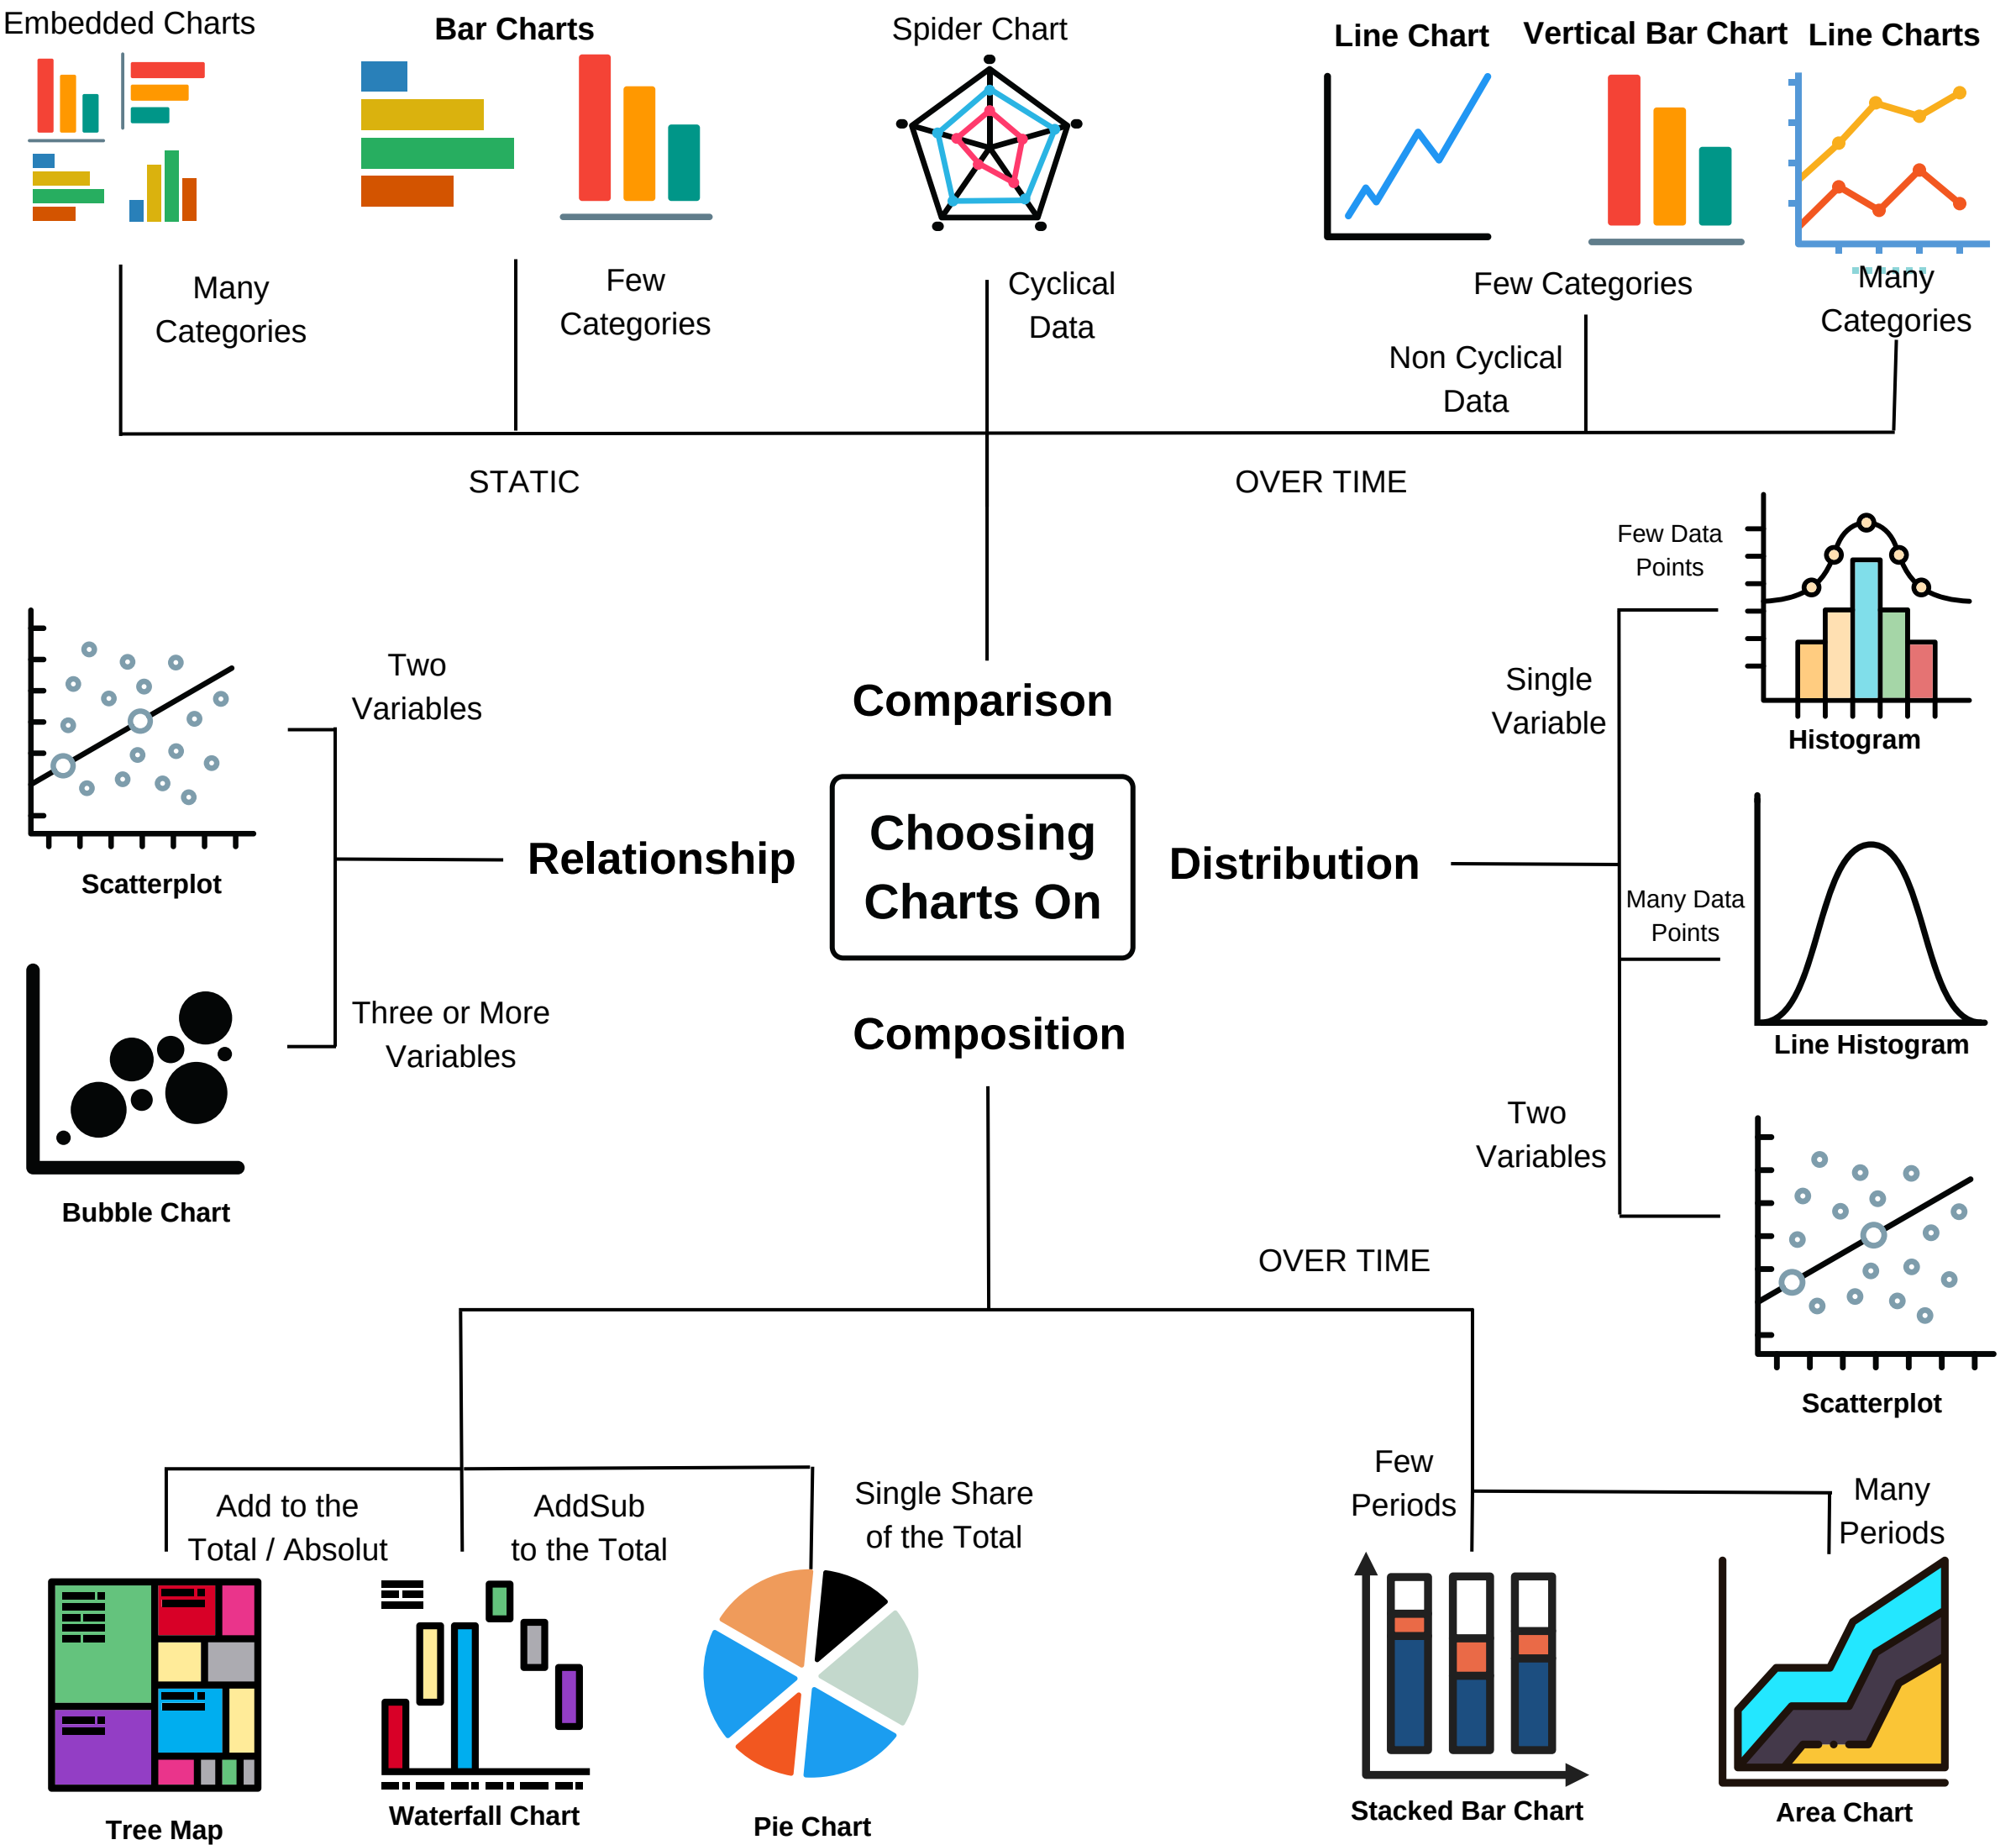 Embedded Charts
Bar Charts
Spider Chart
Line Chart
Vertical Bar Chart
Line Charts
Many
Categories
Few
Categories
Cyclical
Data
Few Categories
Many
Categories
Non Cyclical
Data
STATIC
OVER TIME
Few Data
Points
Two
Variables
Comparison
Single
Variable
Histogram
Choosing
Charts On
Relationship
Distribution
Scatterplot
Many Data
Points
Three or More
Variables
Composition
Line Histogram
Two
Variables
Bubble Chart
OVER TIME
Scatterplot
Few
Periods
Many
Periods
Add to the
Total / Absolut
AddSub
to the Total
Single Share
of the Total
Tree Map
Waterfall Chart
Pie Chart
Stacked Bar Chart
Area Chart